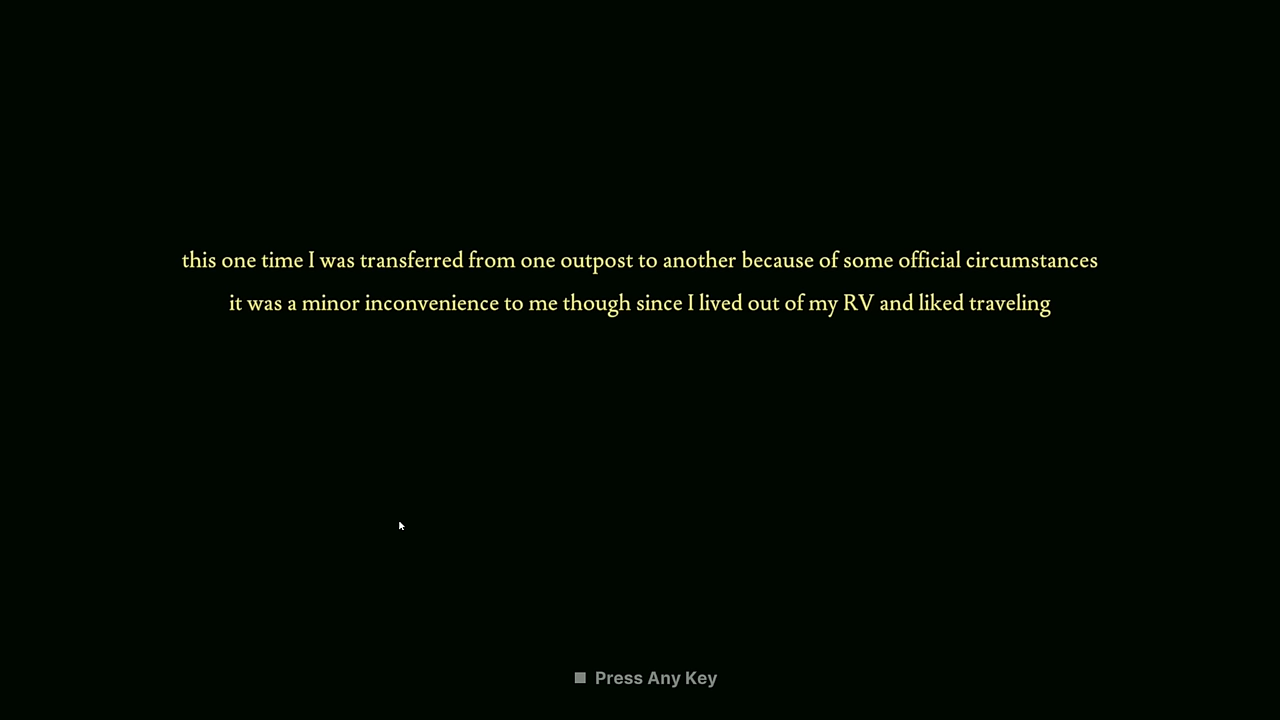 this one time I was transferred from one outpost to another because of some official circumstances
it was a minor inconvenience to me though since I lived out of my RV and liked traveling
Press Any Key